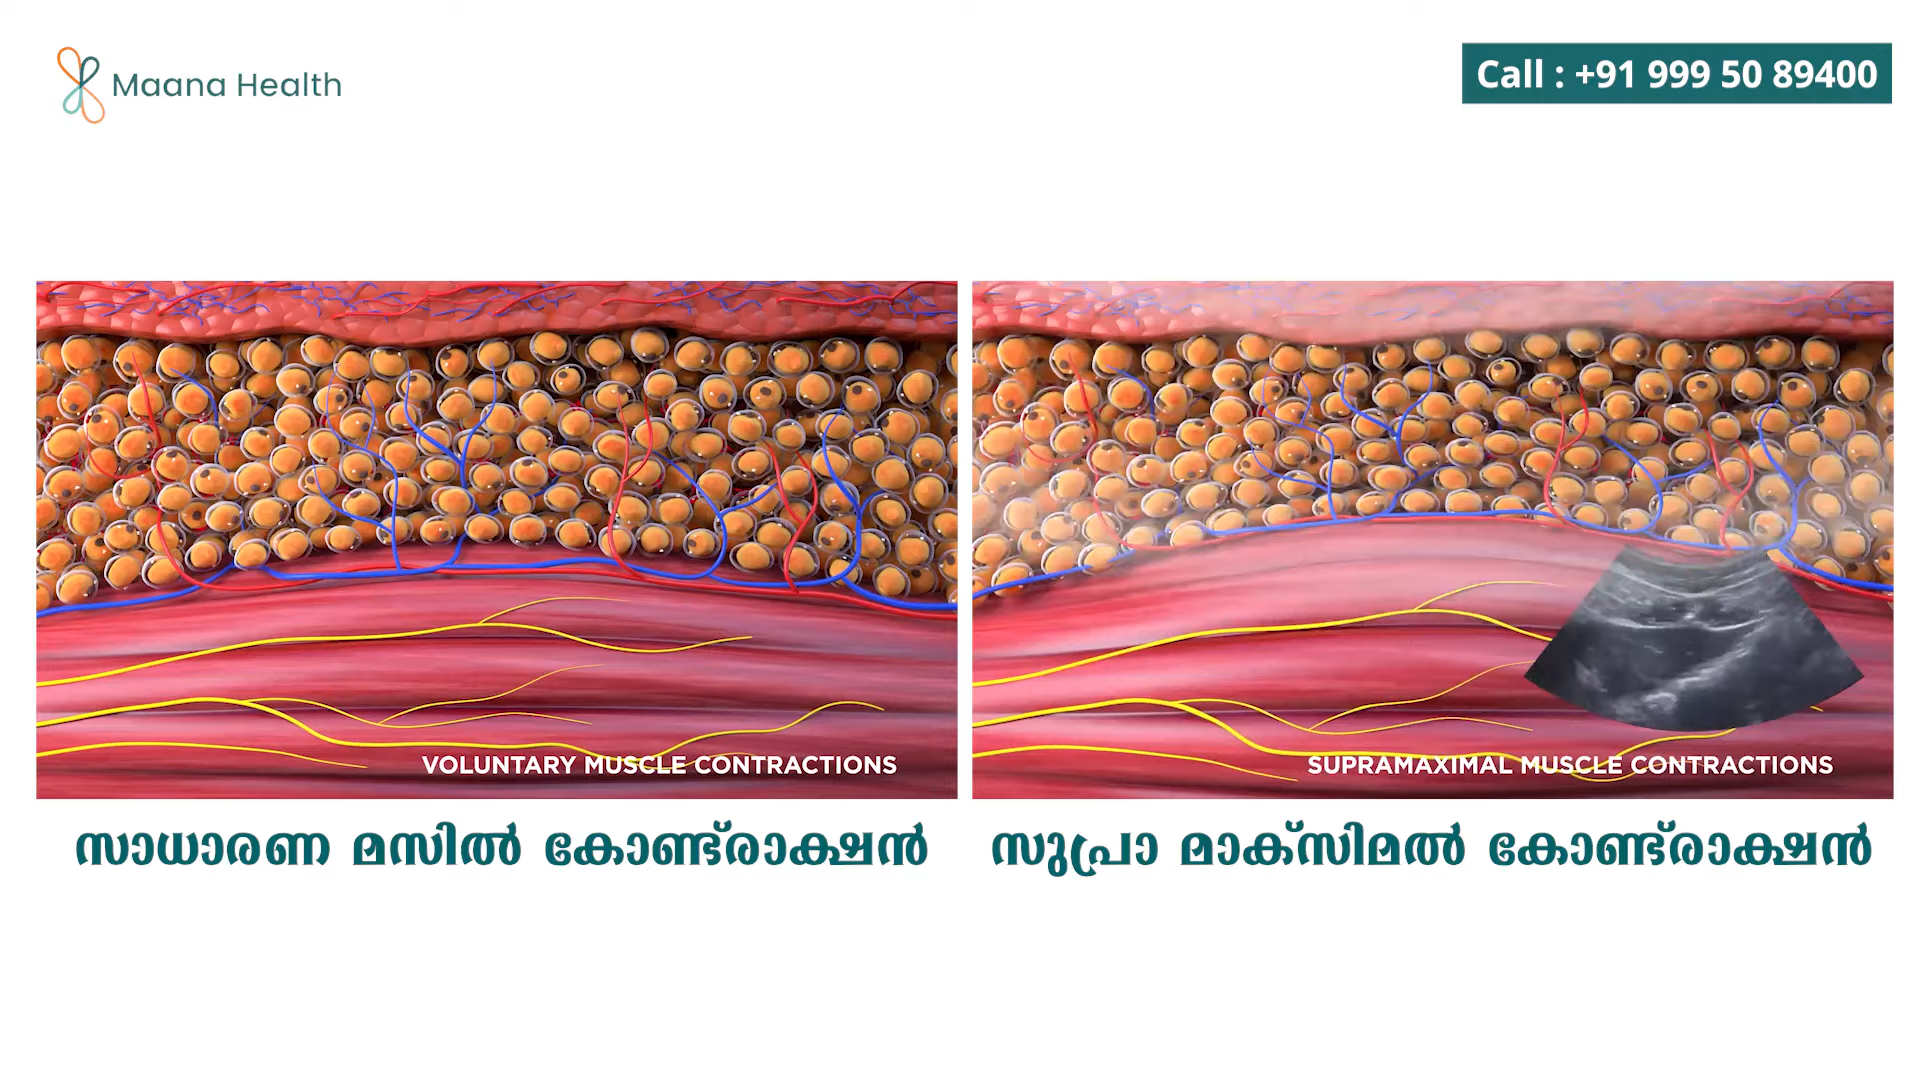 Maana Health
Call : +91 999 50 89400
VOLUNTARY MUSCLE CONTRACTIONS
SUPRAMAXIMAL MUSCLE CONTRACTIONS
സാധാരണ മസിൽ കോണ്ട്രാക്ഷൻ
സുപ്രാ മാക്സിമൽ കോണ്ട്രാക്ഷൻ